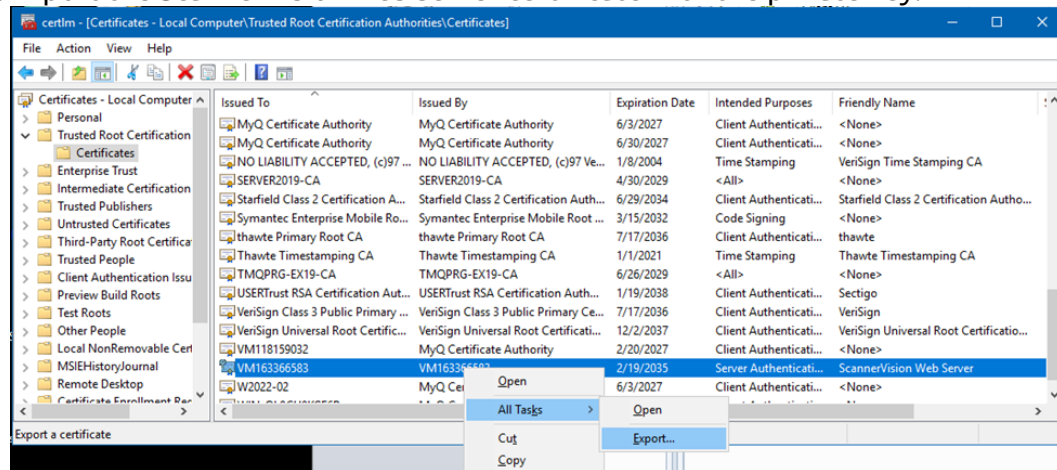 certlm - [Certificates - Local Computer\Trusted Root Certification Authorities\Certificates]
File Action View Help
Certificates - Local Computer
Personal
Trusted Root Certification
Certificates
Enterprise Trust
Intermediate Certification
Trusted Publishers
Untrusted Certificates
Third-Party Root Certifica
Trusted People
Client Authentication Issu
Preview Build Roots
Test Roots
Other People
Local NonRemovable Cert
MSIEHistoryJournal
Remote Desktop
Certificate Enrollment Req
Issued To Issued By Expiration Date Intended Purposes Friendly Name
MyQ Certificate Authority MyQ Certificate Authority 6/3/2027 Client Authenticati... <None>
MyQ Certificate Authority MyQ Certificate Authority 6/30/2027 Client Authenticati... <None>
NO LIABILITY ACCEPTED, (c)97 ... NO LIABILITY ACCEPTED, (c)97 Ve... 1/8/2004 Time Stamping VeriSign Time Stamping CA
SERVER2019-CA SERVER2019-CA 4/30/2029 <All> <None>
Starfield Class 2 Certification A... Starfield Class 2 Certification Auth... 6/29/2034 Client Authenticati... Starfield Class 2 Certification Autho...
Symantec Enterprise Mobile Ro... Symantec Enterprise Mobile Root ... 3/15/2032 Code Signing <None>
thawte Primary Root CA thawte Primary Root CA 7/17/2036 Client Authenticati... thawte
Thawte Timestamping CA Thawte Timestamping CA 1/1/2021 Time Stamping Thawte Timestamping CA
TMQPRG-EX19-CA TMQPRG-EX19-CA 6/26/2029 <All> <None>
USERTrust RSA Certification Aut... USERTrust RSA Certification Auth... 1/19/2038 Client Authenticati... Sectigo
VeriSign Class 3 Public Primary ... VeriSign Class 3 Public Primary Ce... 7/17/2036 Client Authenticati... VeriSign
VeriSign Universal Root Certific... VeriSign Universal Root Certificati... 12/2/2037 Client Authenticati... VeriSign Universal Root Certificatio...
VM118159032 MyQ Certificate Authority 2/20/2027 Client Authenticati... <None>
VM163366583 VM163366583 2/19/2035 Server Authenticati... ScannerVision Web Server
W2022-02 MyQ Ce 6/3/2027 Client Authenticati... <None>
Open
All Tasks
Cut
Copy
Open
Export...
Export a certificate